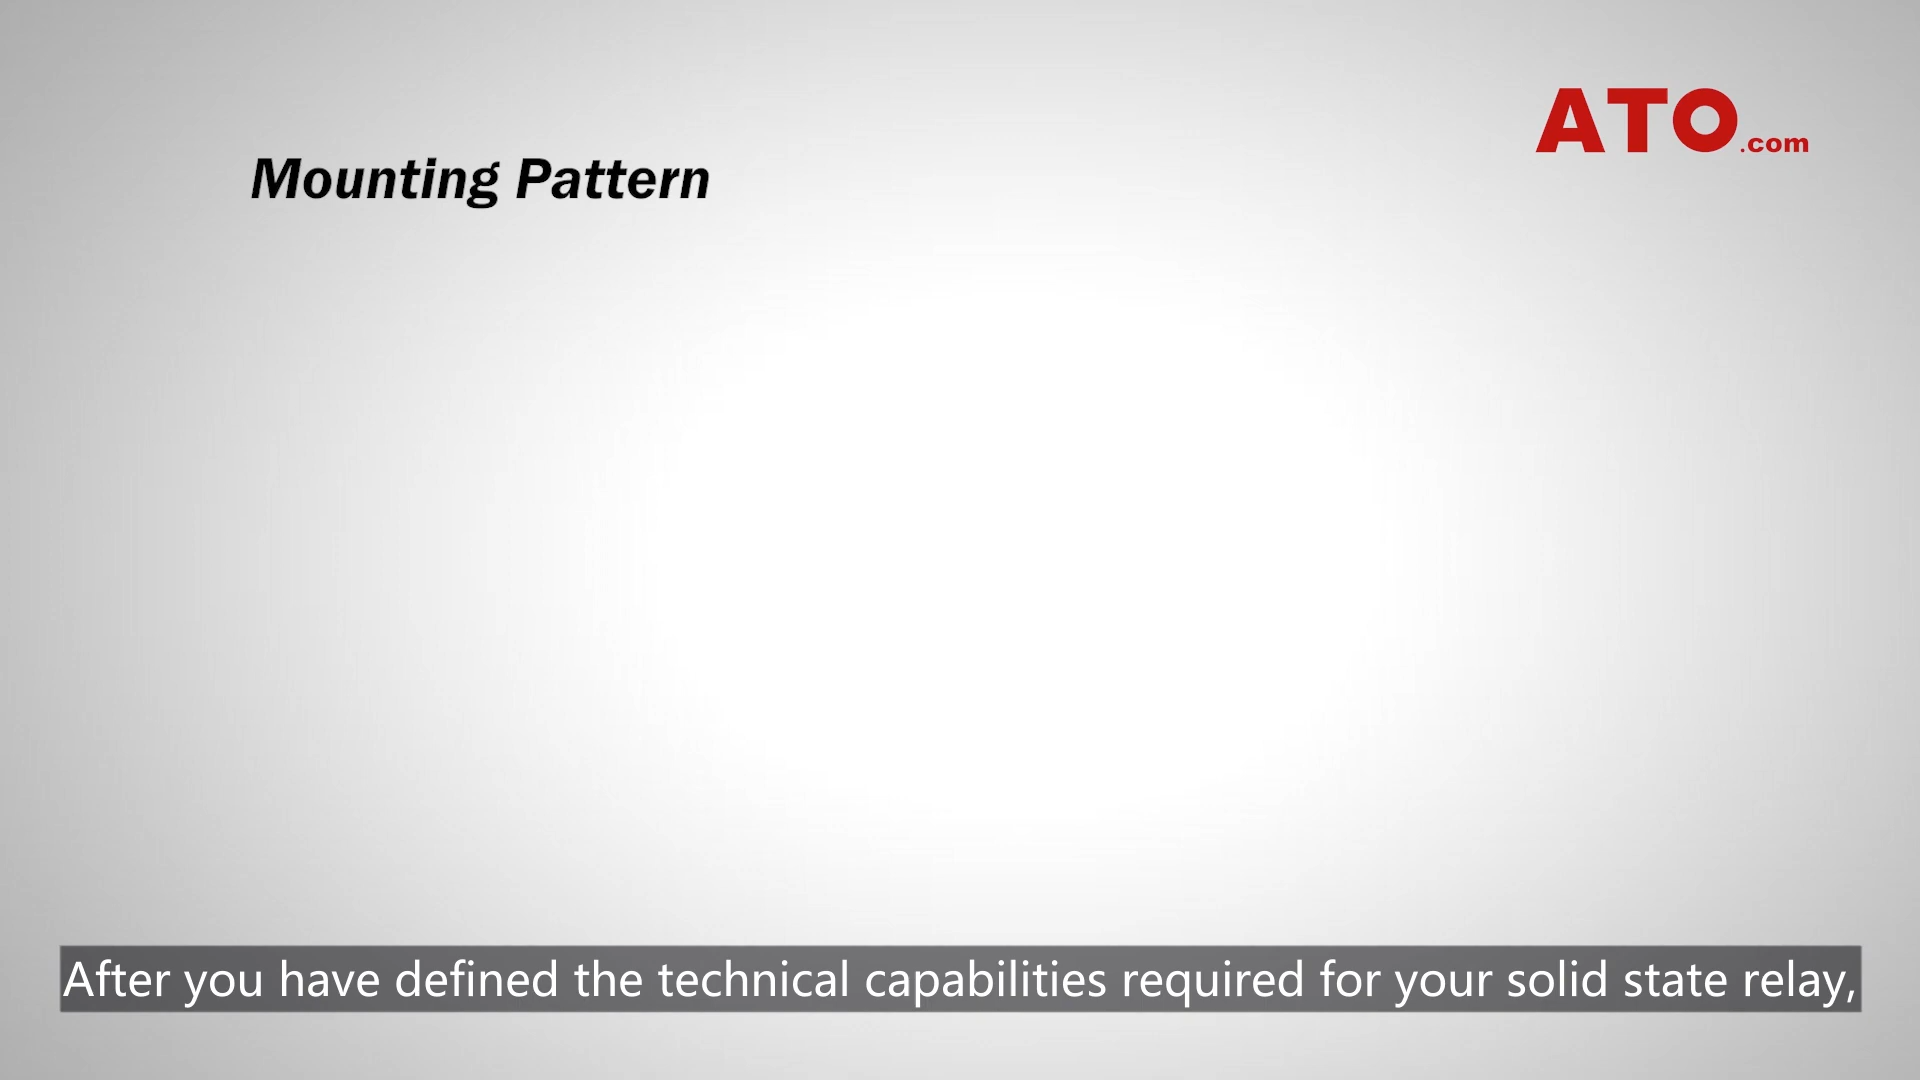 ATO.com
Mounting Pattern
After you have defined the technical capabilities required for your solid state relay,